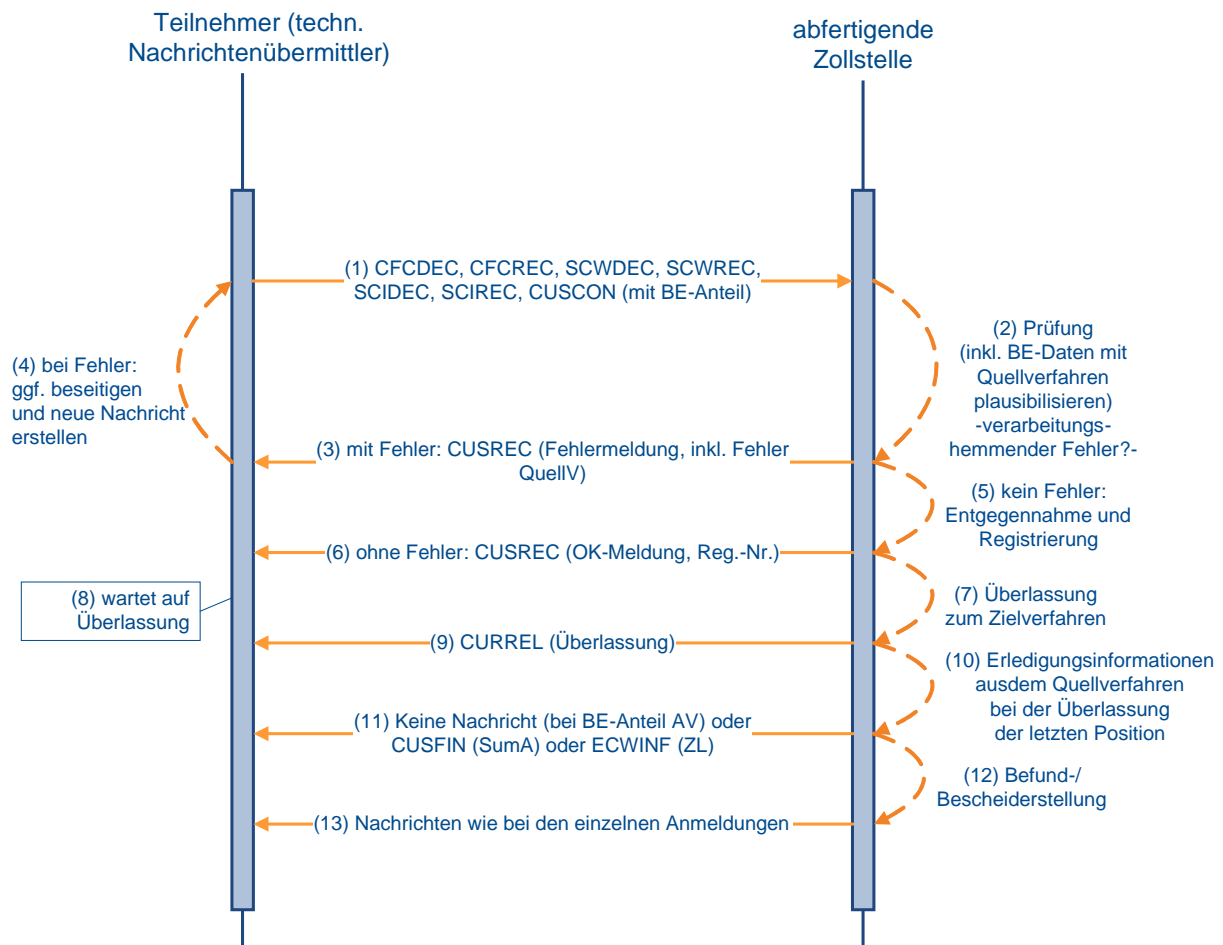 Teilnehmer (techn.
Nachrichtenübermittler)
abfertigende
Zollstelle
(1) CFCDEC, CFCREC, SCWDEC, SCWREC,
SCIDEC, SCIREC, CUSCON (mit BE-Anteil)
(2) Prüfung
(inkl. BE-Daten mit
Quellverfahren
plausibilisieren)
-verarbeitungs-
hemmender Fehler?-
(4) bei Fehler:
ggf. beseitigen
und neue Nachricht
erstellen
(3) mit Fehler: CUSREC (Fehlermeldung, inkl. Fehler
QuellV)
(5) kein Fehler:
Entgegennahme und
Registrierung
(6) ohne Fehler: CUSREC (OK-Meldung, Reg.-Nr.)
(8) wartet auf
Überlassung
(7) Überlassung
zum Zielverfahren
(9) CURREL (Überlassung)
(10) Erledigungsinformationen
ausdem Quellverfahren
bei der Überlassung
der letzten Position
(11) Keine Nachricht (bei BE-Anteil AV) oder
CUSFIN (SumA) oder ECWINF (ZL)
(12) Befund-/
Bescheiderstellung
(13) Nachrichten wie bei den einzelnen Anmeldungen